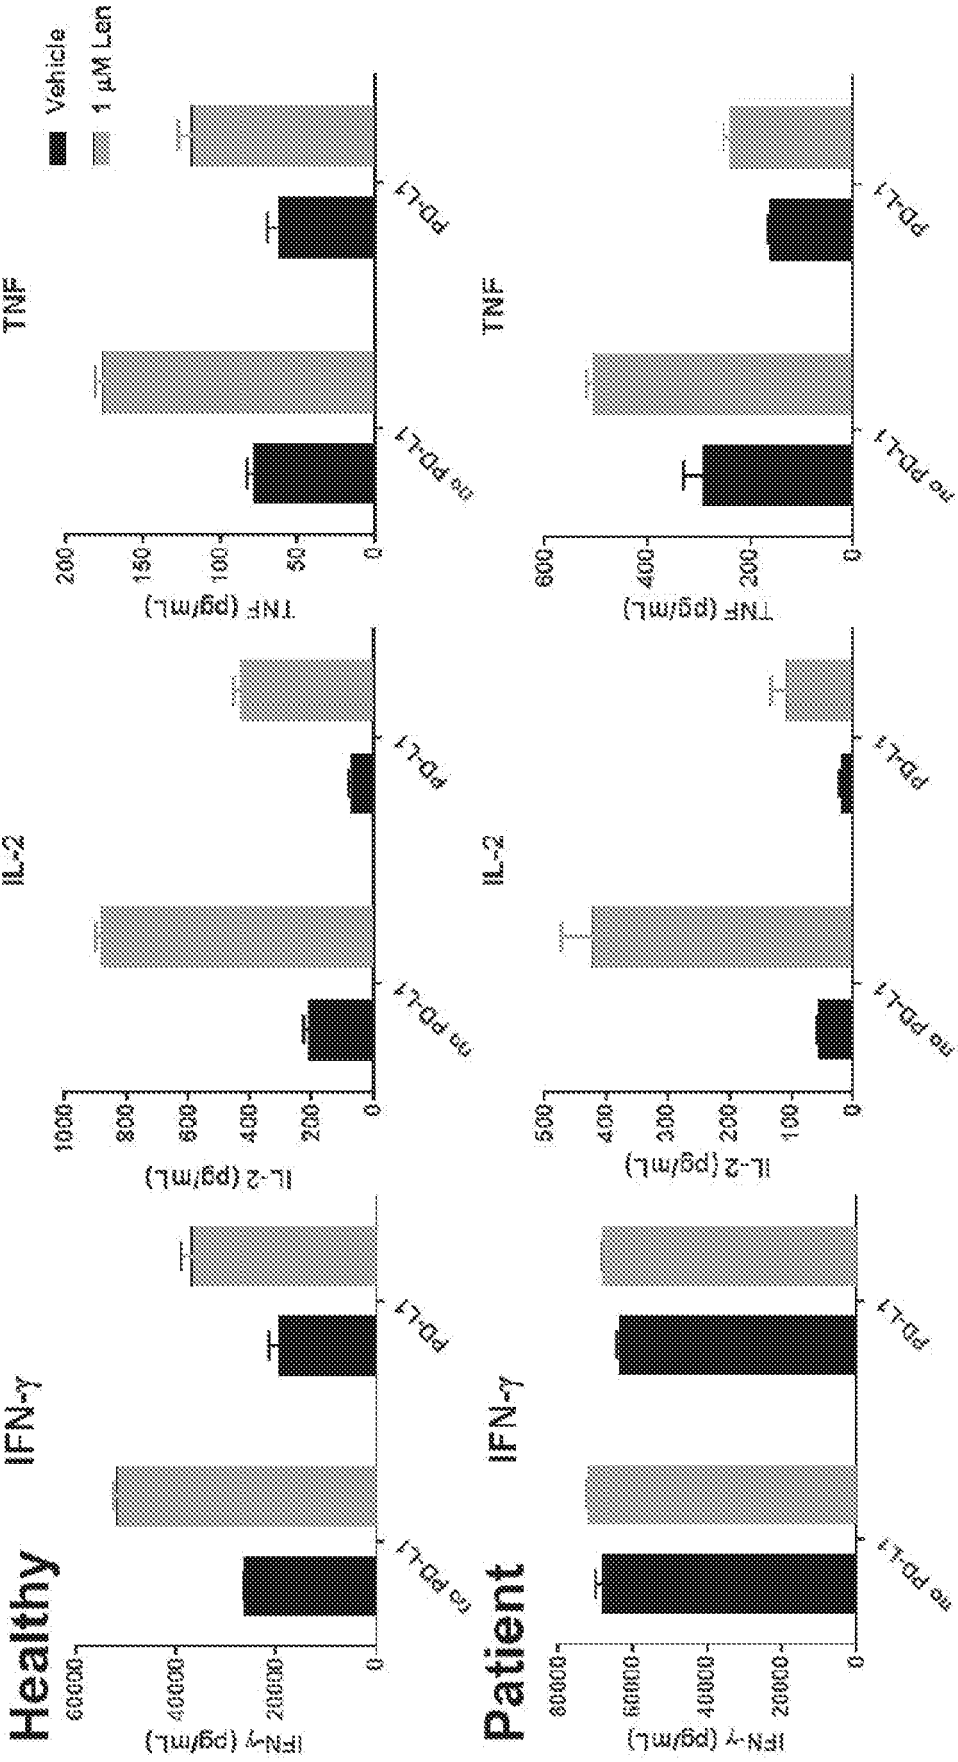 Healthy
IFN-γ
IL-2
TNF
Vehicle
1 µM Len
IFN-γ (pg/mL)
60000
40000
20000
0
no PD-L1
PD-L1
IL-2 (pg/mL)
1000
800
600
400
200
0
no PD-L1
PD-L1
TNF (pg/mL)
200
150
100
50
0
no PD-L1
PD-L1
Patient
IFN-γ
IL-2
TNF
IFN-γ (pg/mL)
80000
60000
40000
20000
0
no PD-L1
PD-L1
IL-2 (pg/mL)
500
400
300
200
100
0
no PD-L1
PD-L1
TNF (pg/mL)
600
400
200
0
no PD-L1
PD-L1